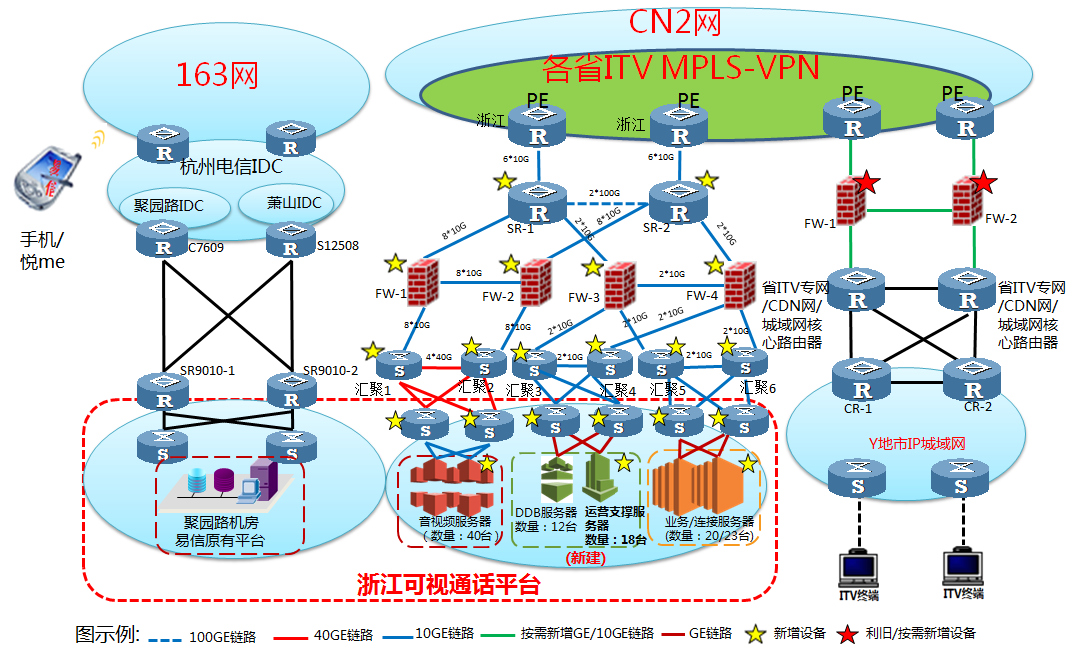 CN2网
163网
各省ITV MPLS-VPN
PE
PE
PE
PE
浙江
浙江
R
R
R
R
R
R
6*10G
6*10G
杭州电信IDC
聚园路IDC
萧山IDC
翼信
手机/
悦me
R
C7609
R
S12508
R
SR-1
2*100G
R
SR-2
8*10G
2*10G
8*10G
2*10G
FW-1
FW-2
FW-1
8*10G
FW-2
FW-3
2*10G
FW-4
省ITV专网
/CDN网/
城域网核
心路由器
R
R
省ITV专网
/CDN网/
城域网核
心路由器
8*10G
8*10G
2*10G
2*10G
2*10G
2*10G
SR9010-1
SR9010-2
R
R
S
4*40G
S
S
2*10G
S
S
2*10G
S
汇聚1
汇聚2
汇聚3
汇聚4
汇聚5
汇聚6
R
R
CR-1
CR-2
S
S
S
S
S
S
S
S
Y地市IP城域网
S
S
聚园路机房
易信原有平台
音视频服务器
（数量：40台）
DDB服务器
数量：12台
运营支撑服
务器
数量：18台
业务/连接服务器
(数量：20/23台)
(新建)
浙江可视通话平台
ITV终端
ITV终端
图示例:
100GE链路
40GE链路
10GE链路
按需新增GE/10GE链路
GE链路
新增设备
利旧/按需新增设备